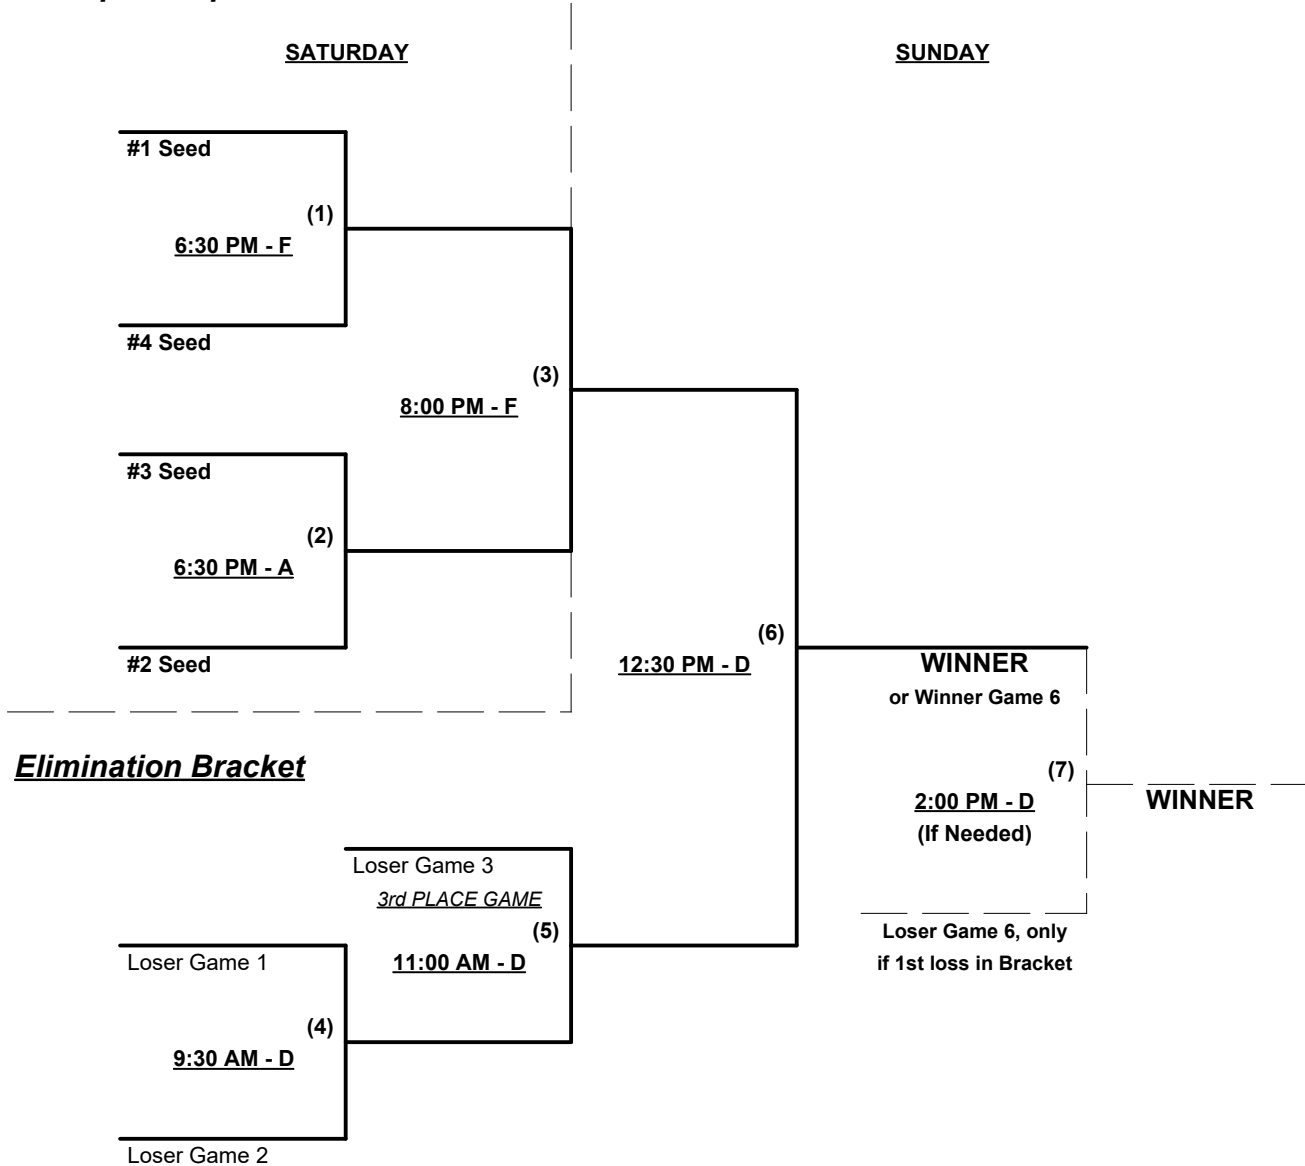 SATURDAY
SUNDAY
#1 Seed
(1)
6:30 PM - F
#4 Seed
(3)
8:00 PM - F
#3 Seed
(2)
6:30 PM - A
#2 Seed
(6)
12:30 PM - D
WINNER
or Winner Game 6
(7)
2:00 PM - D
(If Needed)
WINNER
Loser Game 6, only
if 1st loss in Bracket
Elimination Bracket
Loser Game 3
3rd PLACE GAME
(5)
11:00 AM - D
Loser Game 1
(4)
9:30 AM - D
Loser Game 2